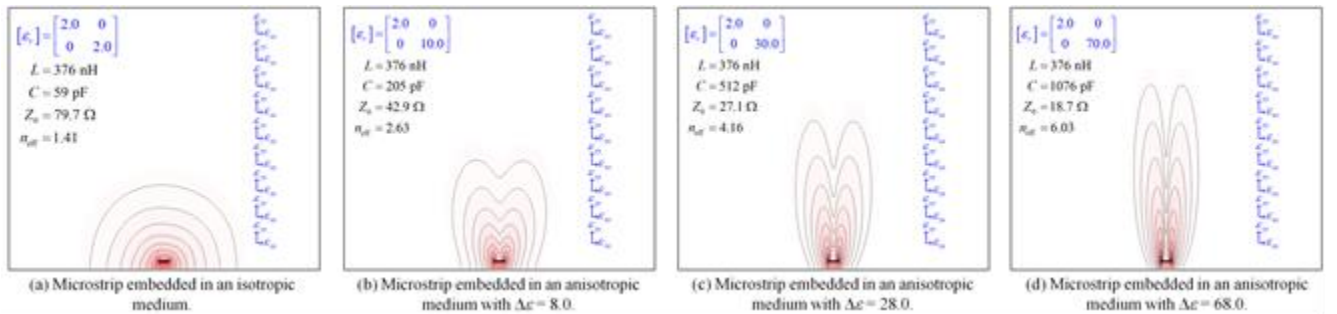 [εr] = [2.0 0
0 2.0]
L = 376 nH
C = 59 pF
Z0 = 79.7 Ω
neff = 1.41
(a) Microstrip embedded in an isotropic
medium.
[εr] = [2.0 0
0 10.0]
L = 376 nH
C = 205 pF
Z0 = 42.9 Ω
neff = 2.63
(b) Microstrip embedded in an anisotropic
medium with Δε = 8.0.
[εr] = [2.0 0
0 30.0]
L = 376 nH
C = 512 pF
Z0 = 27.1 Ω
neff = 4.16
(c) Microstrip embedded in an anisotropic
medium with Δε = 28.0.
[εr] = [2.0 0
0 70.0]
L = 376 nH
C = 1076 pF
Z0 = 18.7 Ω
neff = 6.03
(d) Microstrip embedded in an anisotropic
medium with Δε = 68.0.